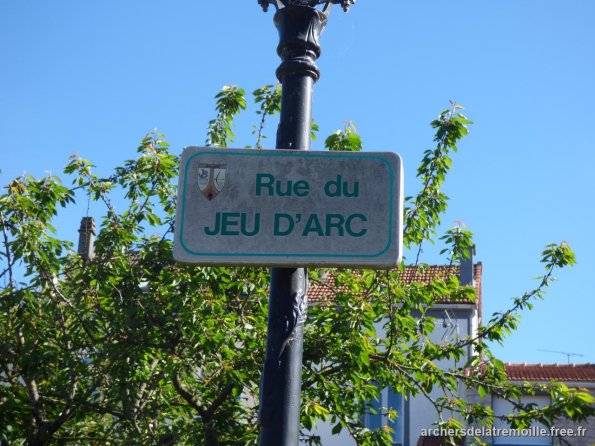 Rue du
JEU D'ARC
archersdelatremoille.free.fr